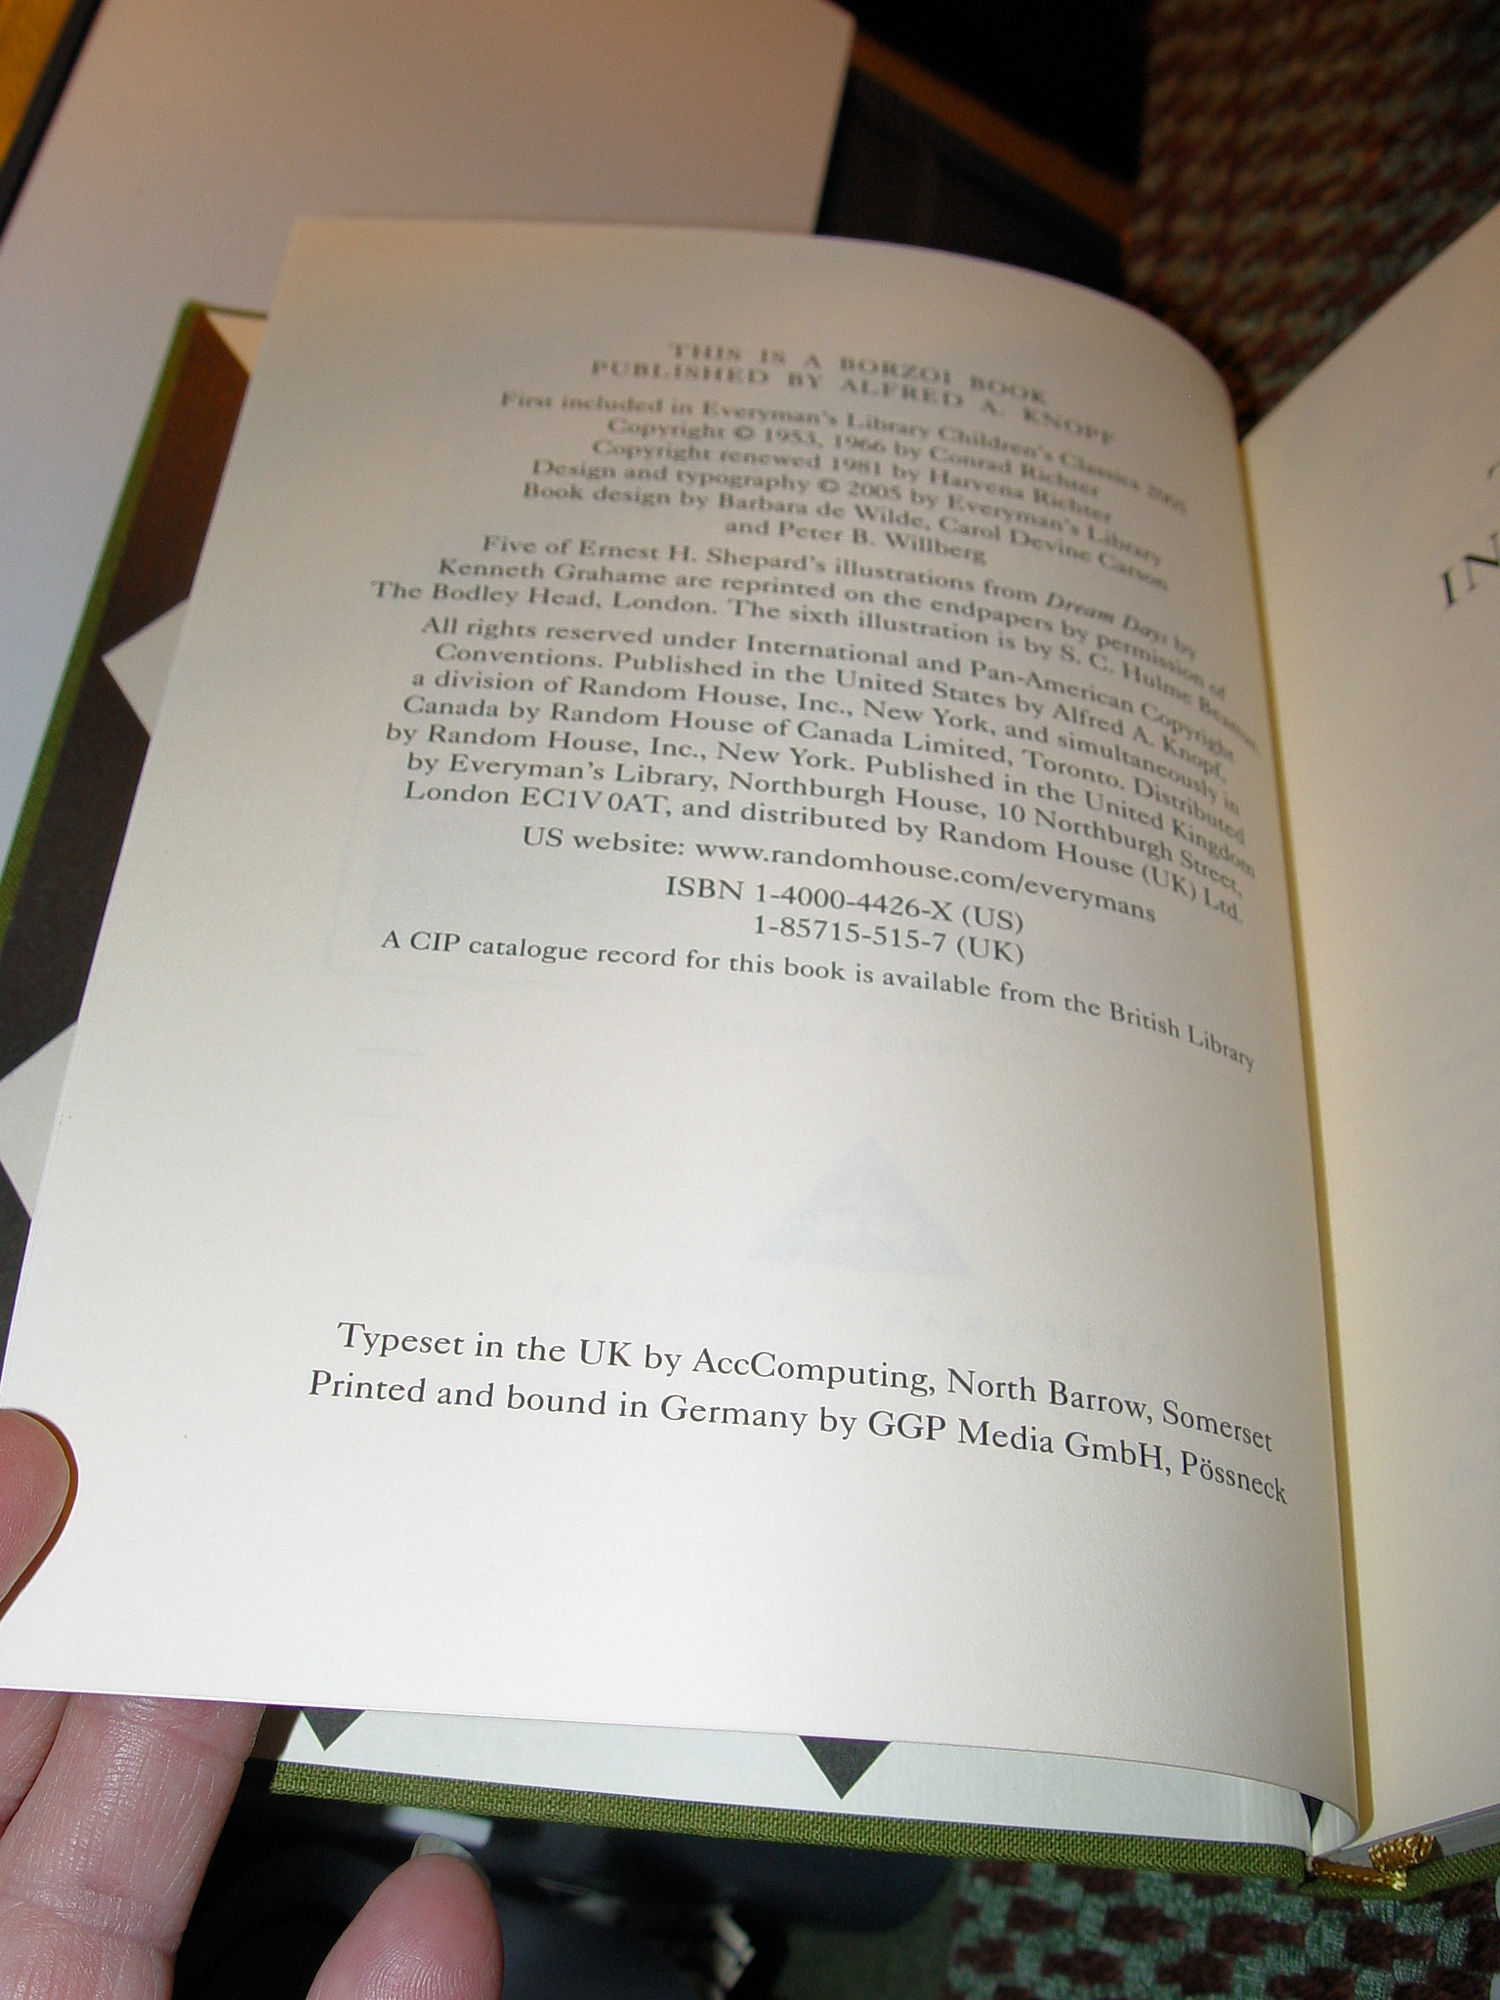 THIS IS A BORZOI BOOK
PUBLISHED BY ALFRED A. KNOPF
First included in Everyman's Library Children's Classics 2005
Copyright © 1953, 1966 by Conrad Richter
Copyright renewed 1981 by Harvena Richter
Design and typography © 2005 by Everyman's Library
Book design by Barbara de Wilde, Carol Devine Carson
and Peter B. Willberg
Five of Ernest H. Shepard's illustrations from Dream Days by
Kenneth Grahame are reprinted on the endpapers by permission of
The Bodley Head, London. The sixth illustration is by S. C. Hulme Beaman.
All rights reserved under International and Pan-American Copyright
Conventions. Published in the United States by Alfred A. Knopf,
a division of Random House, Inc., New York, and simultaneously in
Canada by Random House of Canada Limited, Toronto. Distributed
by Random House, Inc., New York. Published in the United Kingdom
by Everyman's Library, Northburgh House, 10 Northburgh Street,
London EC1V 0AT, and distributed by Random House (UK) Ltd.
US website: www.randomhouse.com/everymans
ISBN 1-4000-4426-X (US)
1-85715-515-7 (UK)
A CIP catalogue record for this book is available from the British Library
Typeset in the UK by AccComputing, North Barrow, Somerset
Printed and bound in Germany by GGP Media GmbH, Pössneck
IN